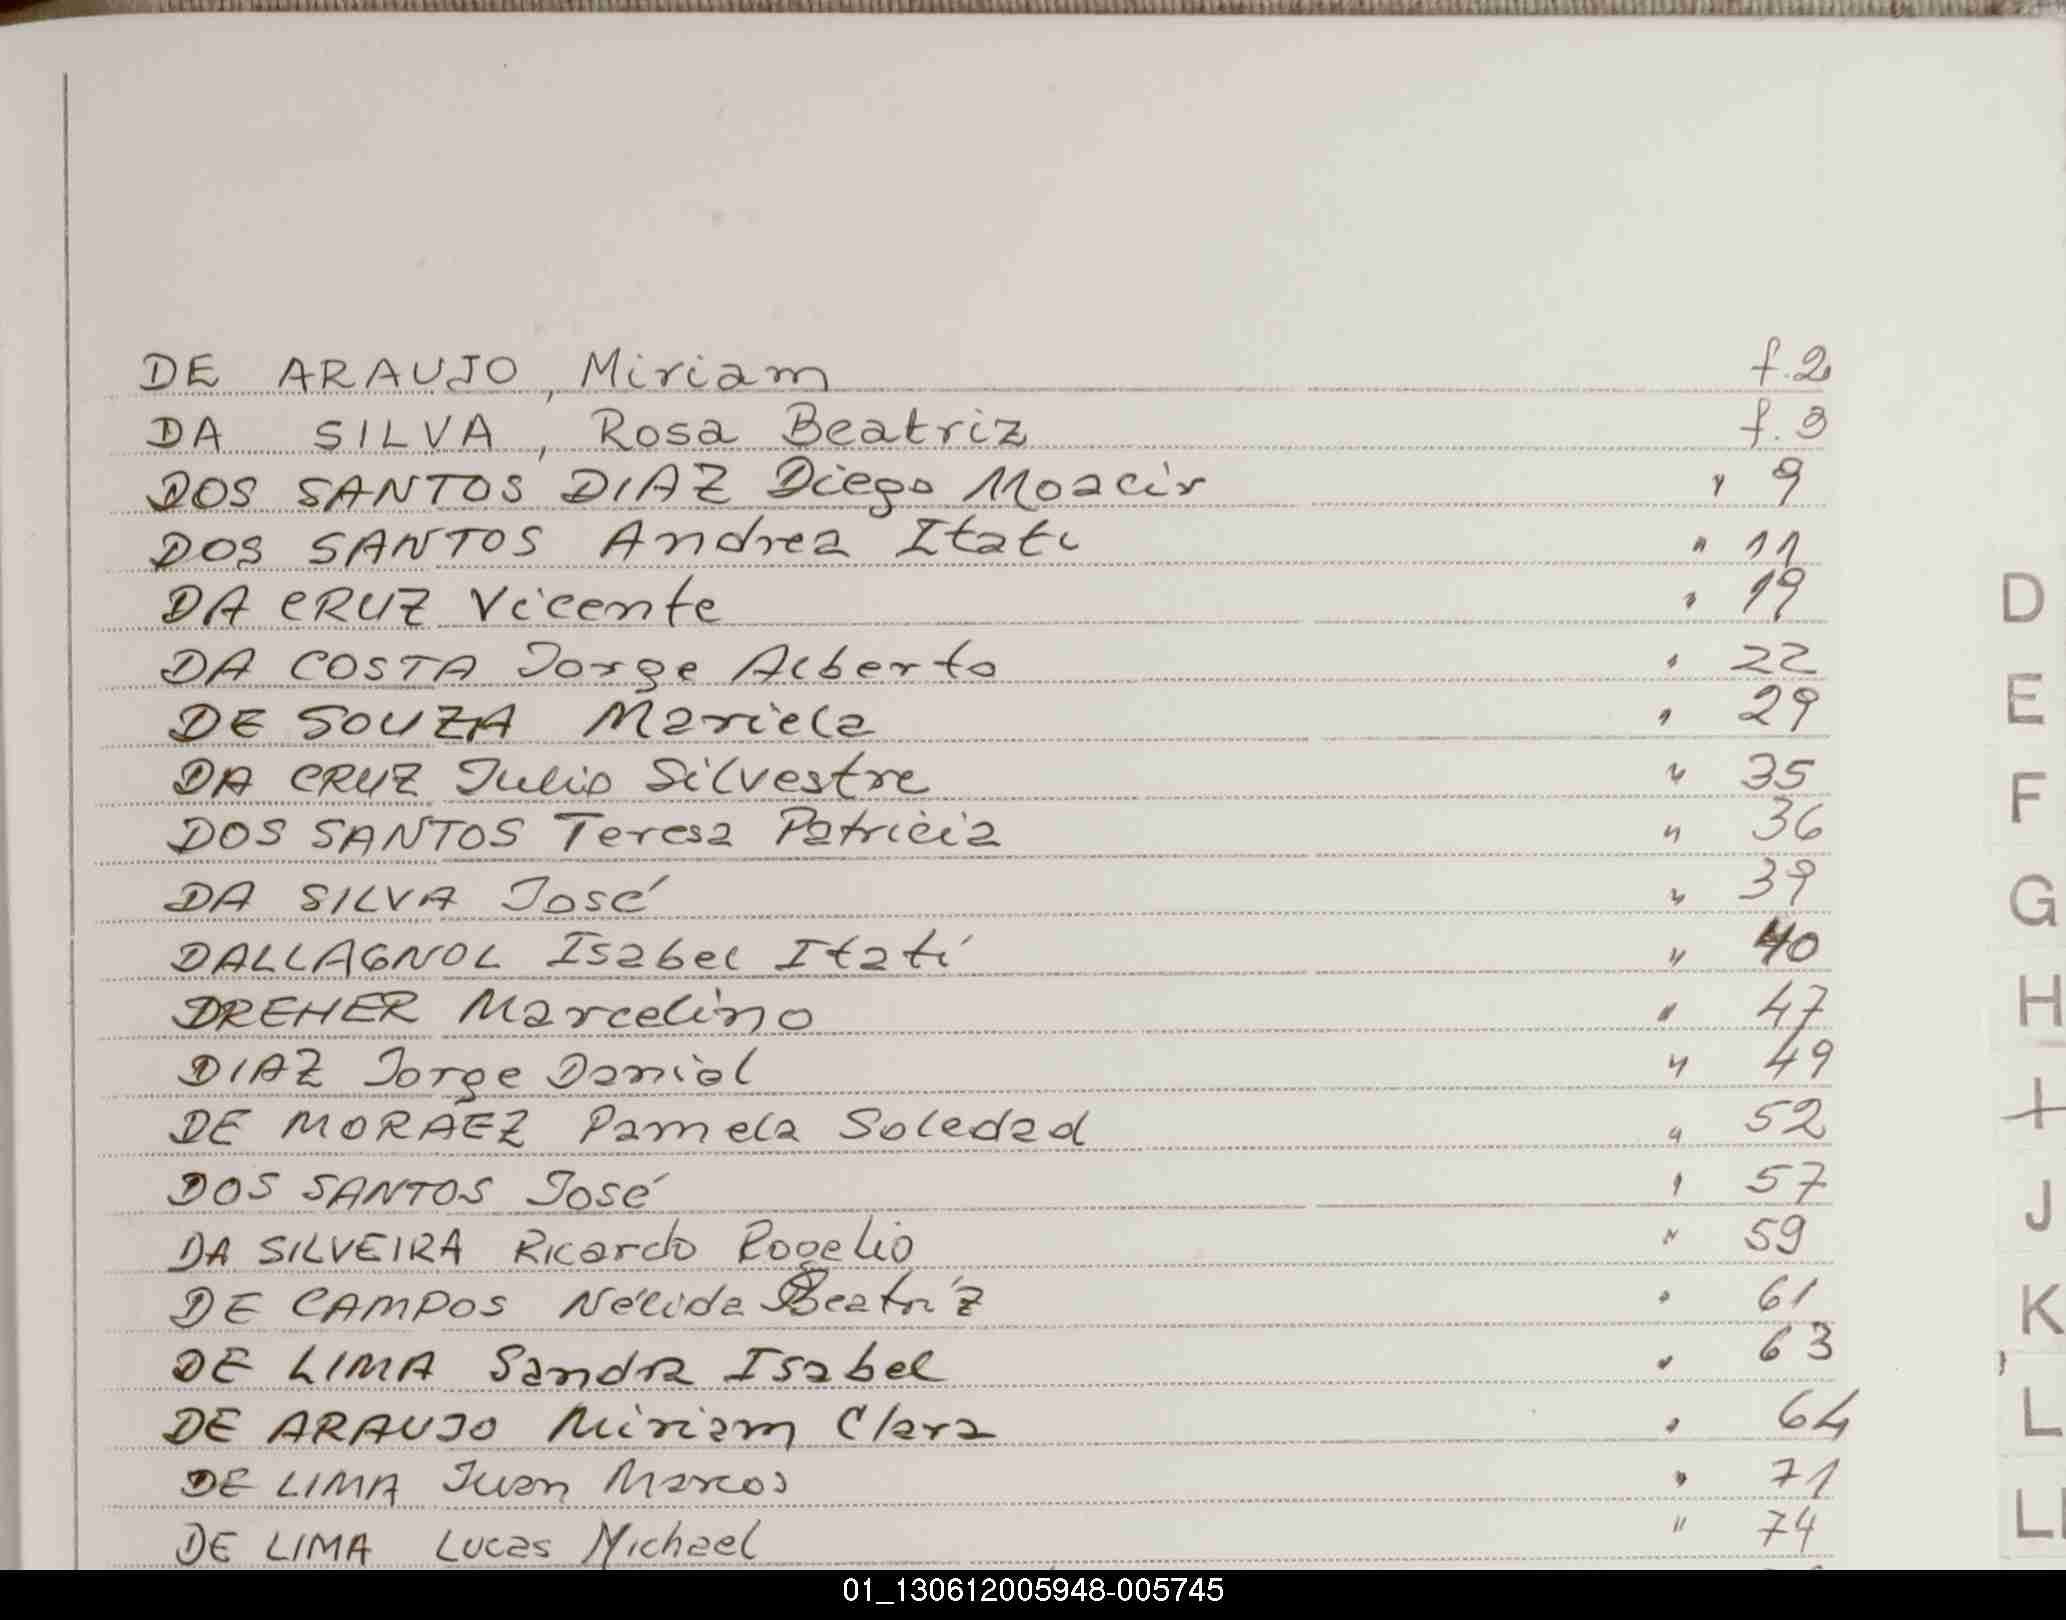 DE ARAUJO, Miriam f.2
DA SILVA, Rosa Beatriz f.3
DOS SANTOS DIAZ Diego Moacir " 9
DOS SANTOS Andrea Itati " 11
DA CRUZ Vicente " 19
DA COSTA Jorge Alberto " 22
DE SOUZA Mariela " 29
DA CRUZ Julio Silvestre " 35
DOS SANTOS Teresa Patricia " 36
DA SILVA José " 39
DALLAGNOL Isabel Itatí " 40
DREHER Marcelino " 47
DIAZ Jorge Daniel " 49
DE MORAEZ Pamela Soledad " 52
DOS SANTOS José " 57
DA SILVEIRA Ricardo Rogelio " 59
DE CAMPOS Nélida Beatríz " 61
DE LIMA Sandra Isabel " 63
DE ARAUJO Miriam Clara " 64
DE LIMA Juan Marcos " 71
DE LIMA Lucas Michael " 74
D
E
F
G
H
I
J
K
L
LL
01_130612005948-005745